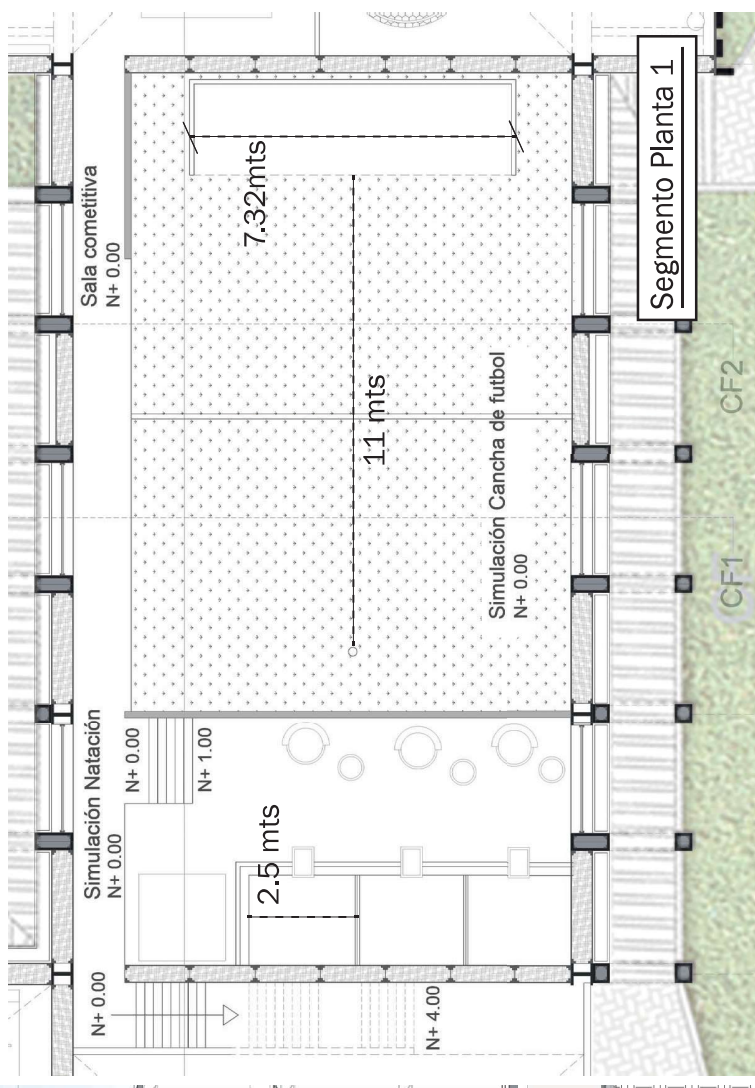 Segmento Planta 1
Sala cometitiva
N+ 0.00
7.32mts
11 mts
Simulación Cancha de futbol
N+ 0.00
Simulación Natación
N+ 0.00
N+ 0.00
N+ 1.00
2.5 mts
N+ 0.00
N+ 4.00
CF1
CF2